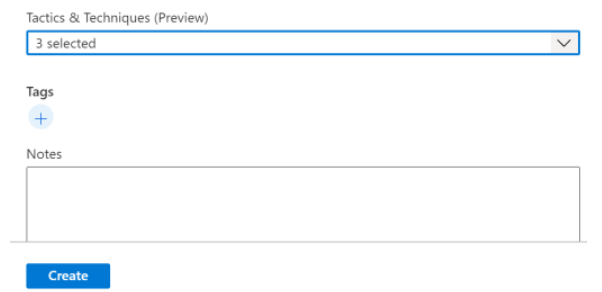 Tactics & Techniques (Preview)
3 selected
Tags
+
Notes
Create